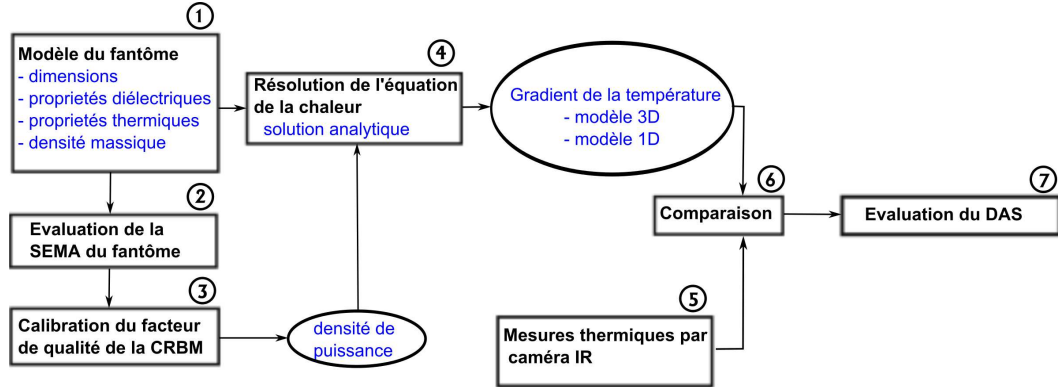 1
Modèle du fantôme
- dimensions
- proprietés diélectriques
- proprietés thermiques
- densité massique
2
Evaluation de la
SEMA du fantôme
3
Calibration du facteur
de qualité de la CRBM
densité de
puissance
4
Résolution de l'équation
de la chaleur
solution analytique
Gradient de la température
- modèle 3D
- modèle 1D
5
Mesures thermiques par
caméra IR
6
Comparaison
7
Evaluation du DAS